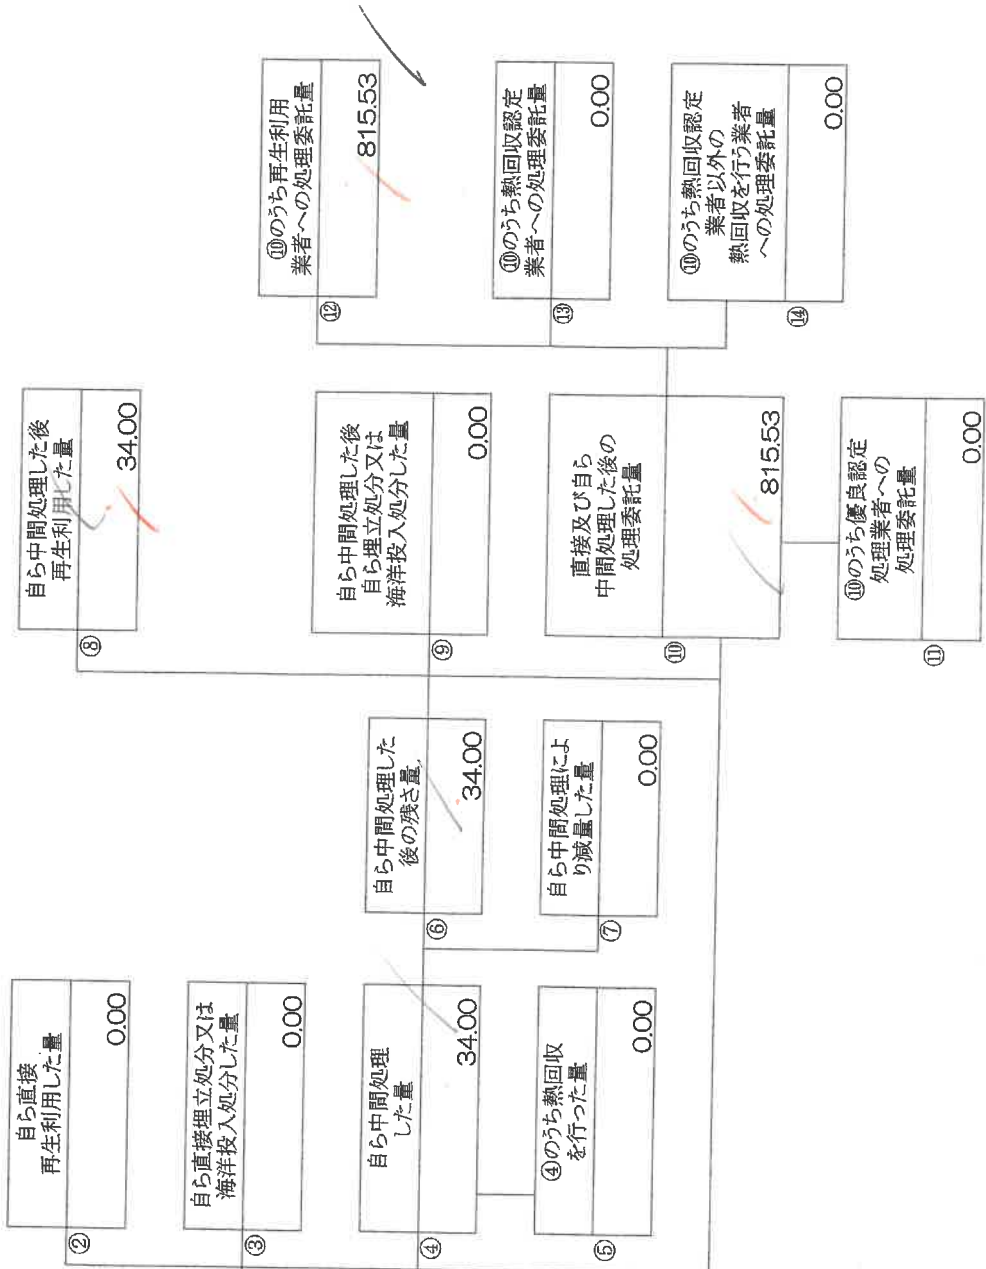 ②
自ら直接
再生利用した量
0.00
③
自ら直接埋立処分又は
海洋投入処分した量
0.00
④
自ら中間処理
した量
34.00
⑤
④のうち熱回収
を行った量
0.00
⑥
自ら中間処理した
後の残さ量
34.00
⑦
自ら中間処理によ
り減量した量
0.00
⑧
自ら中間処理した後
再生利用した量
34.00
⑨
自ら中間処理した後
自ら埋立処分又は
海洋投入処分した量
0.00
⑩
直接及び自ら
中間処理した後の
処理委託量
815.53
⑪
⑩のうち優良認定
処理業者への
処理委託量
0.00
⑫
⑩のうち再生利用
業者への処理委託量
815.53
⑬
⑩のうち熱回収認定
業者への処理委託量
0.00
⑭
⑩のうち熱回収認定
業者以外の
熱回収を行う業者
への処理委託量
0.00